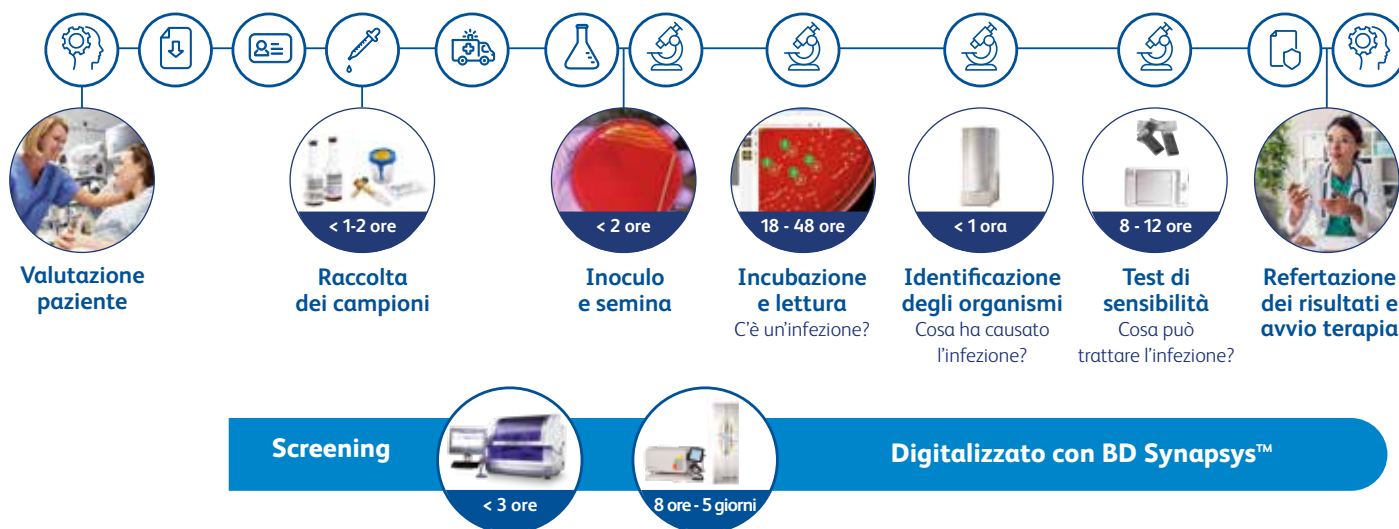 < 1-2 ore
< 2 ore
18 - 48 ore
< 1 ora
8 - 12 ore
Valutazione
paziente
Raccolta
dei campioni
Inoculo
e semina
Incubazione
e lettura
C'è un'infezione?
Identificazione
degli organismi
Cosa ha causato
l'infezione?
Test di
sensibilità
Cosa può
trattare l'infezione?
Refertazione
dei risultati e
avvio terapia
Screening
< 3 ore
8 ore - 5 giorni
Digitalizzato con BD Synapsys™